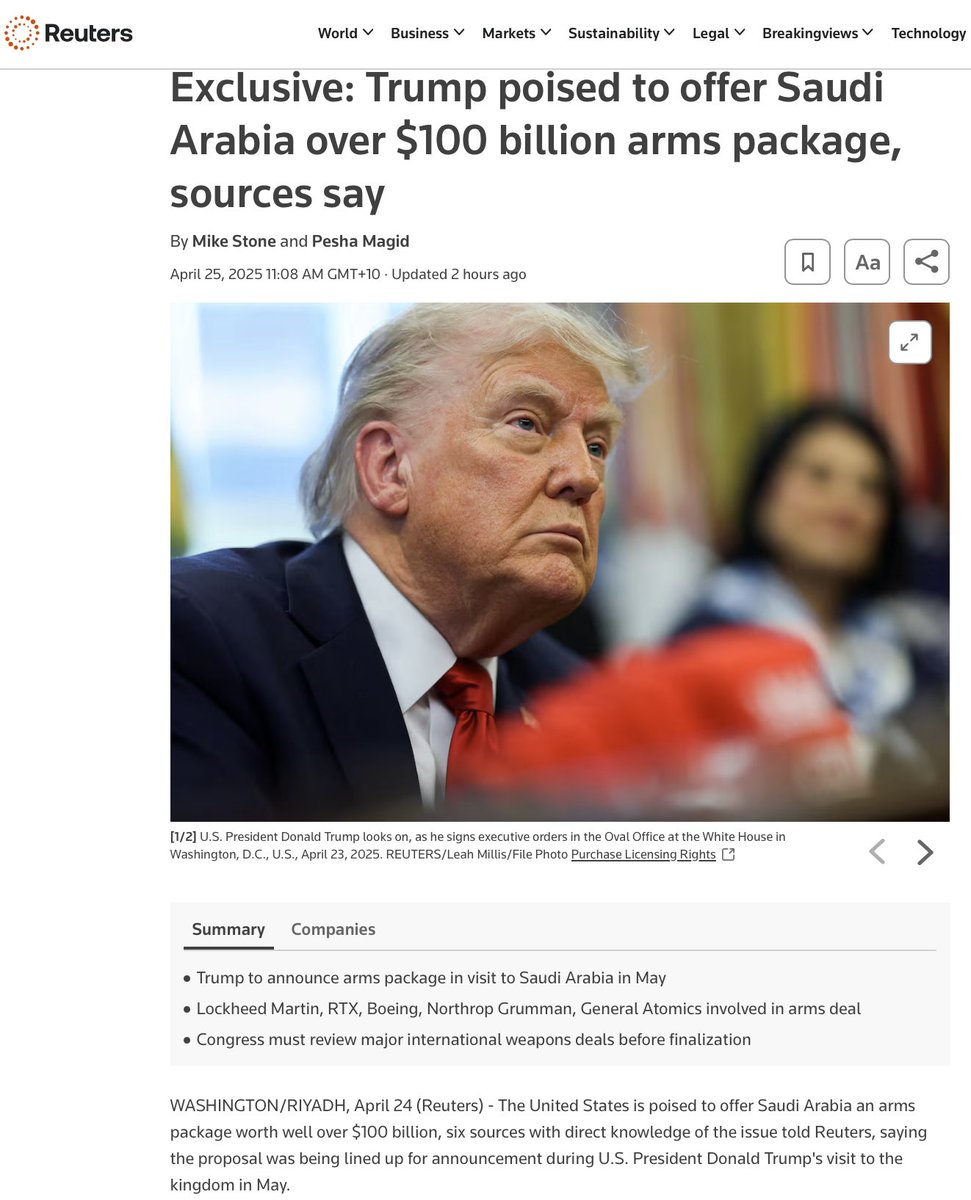 Reuters
World Business Markets Sustainability Legal Breakingviews Technology
Exclusive: Trump poised to offer Saudi
Arabia over $100 billion arms package,
sources say
By Mike Stone and Pesha Magid
April 25, 2025 11:08 AM GMT+10 · Updated 2 hours ago
Aa
[1/2] U.S. President Donald Trump looks on, as he signs executive orders in the Oval Office at the White House in
Washington, D.C., U.S., April 23, 2025. REUTERS/Leah Millis/File Photo Purchase Licensing Rights
Summary Companies
• Trump to announce arms package in visit to Saudi Arabia in May
• Lockheed Martin, RTX, Boeing, Northrop Grumman, General Atomics involved in arms deal
• Congress must review major international weapons deals before finalization
WASHINGTON/RIYADH, April 24 (Reuters) - The United States is poised to offer Saudi Arabia an arms
package worth well over $100 billion, six sources with direct knowledge of the issue told Reuters, saying
the proposal was being lined up for announcement during U.S. President Donald Trump's visit to the
kingdom in May.